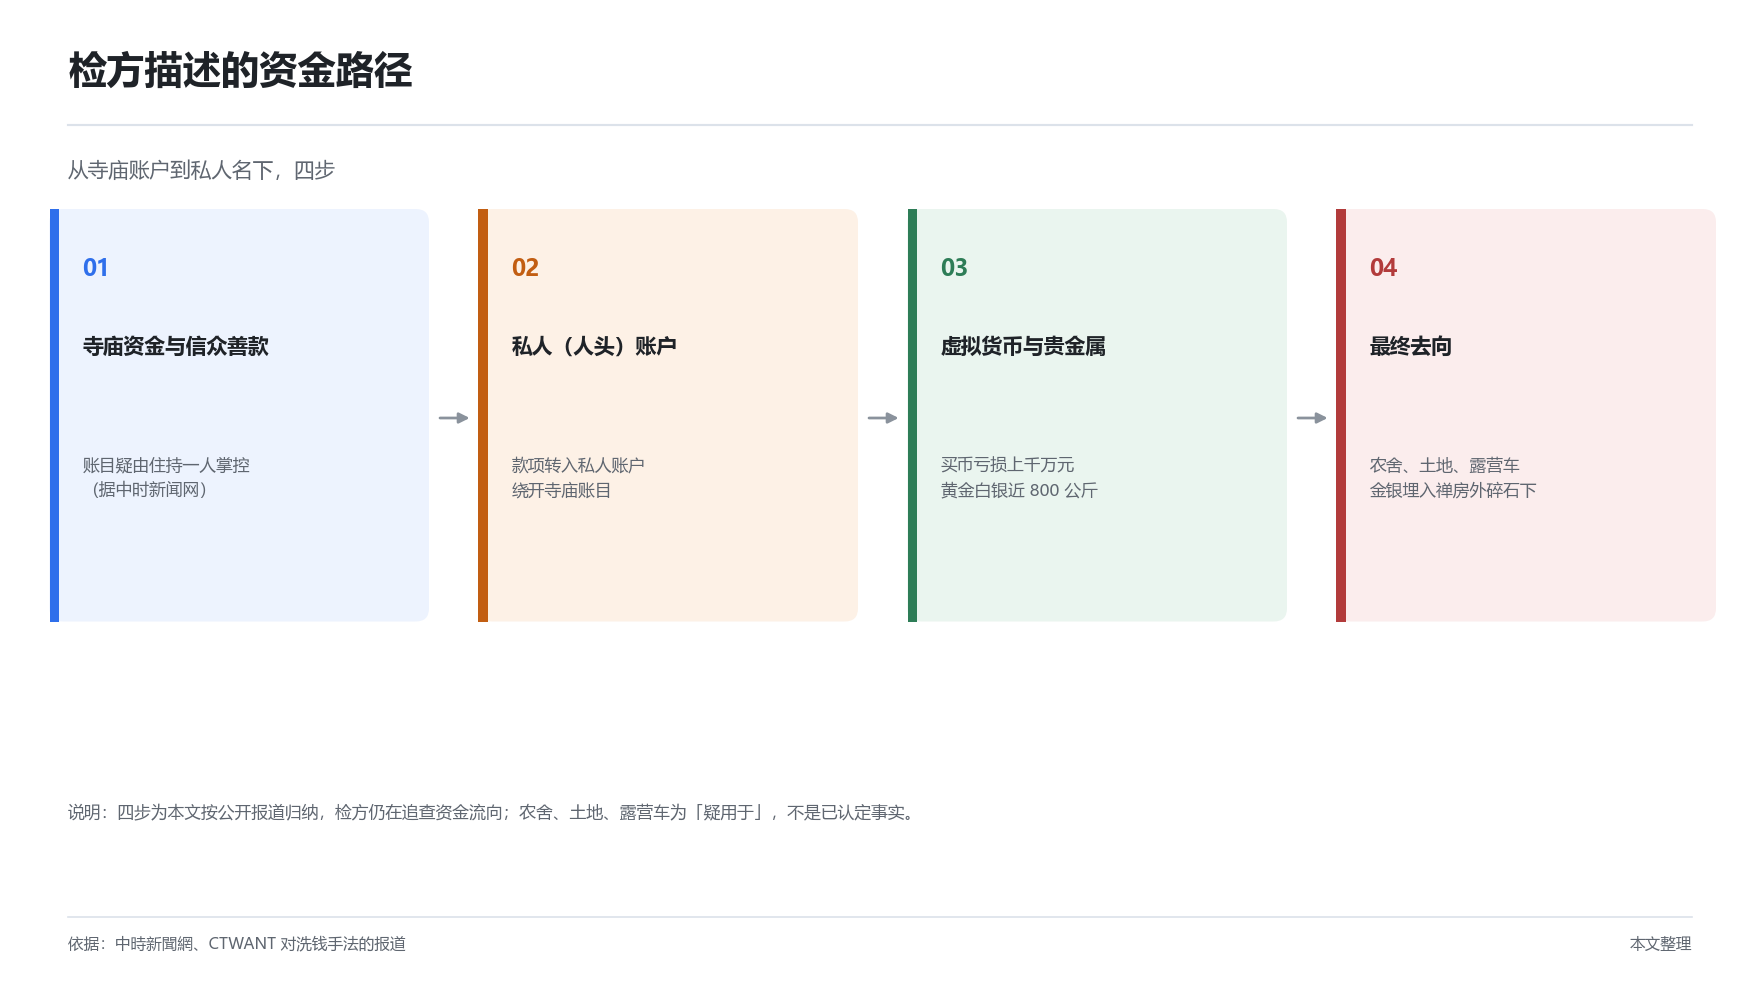 检方描述的资金路径
从寺庙账户到私人名下，四步
01
寺庙资金与信众善款
账目疑由住持一人掌控
（据中时新闻网）
02
私人（人头）账户
款项转入私人账户
绕开寺庙账目
03
虚拟货币与贵金属
买币亏损上千万元
黄金白银近 800 公斤
04
最终去向
农舍、土地、露营车
金银埋入禅房外碎石下
说明：四步为本文按公开报道归纳，检方仍在追查资金流向；农舍、土地、露营车为「疑用于」，不是已认定事实。
依据：中時新聞網、CTWANT 对洗钱手法的报道
本文整理